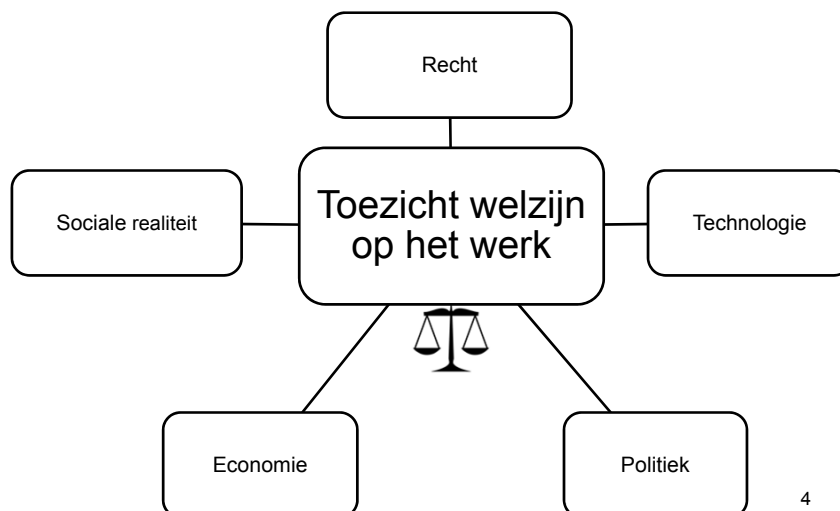 Recht
Toezicht welzijn
op het werk
Sociale realiteit
Technologie
Economie
Politiek
4